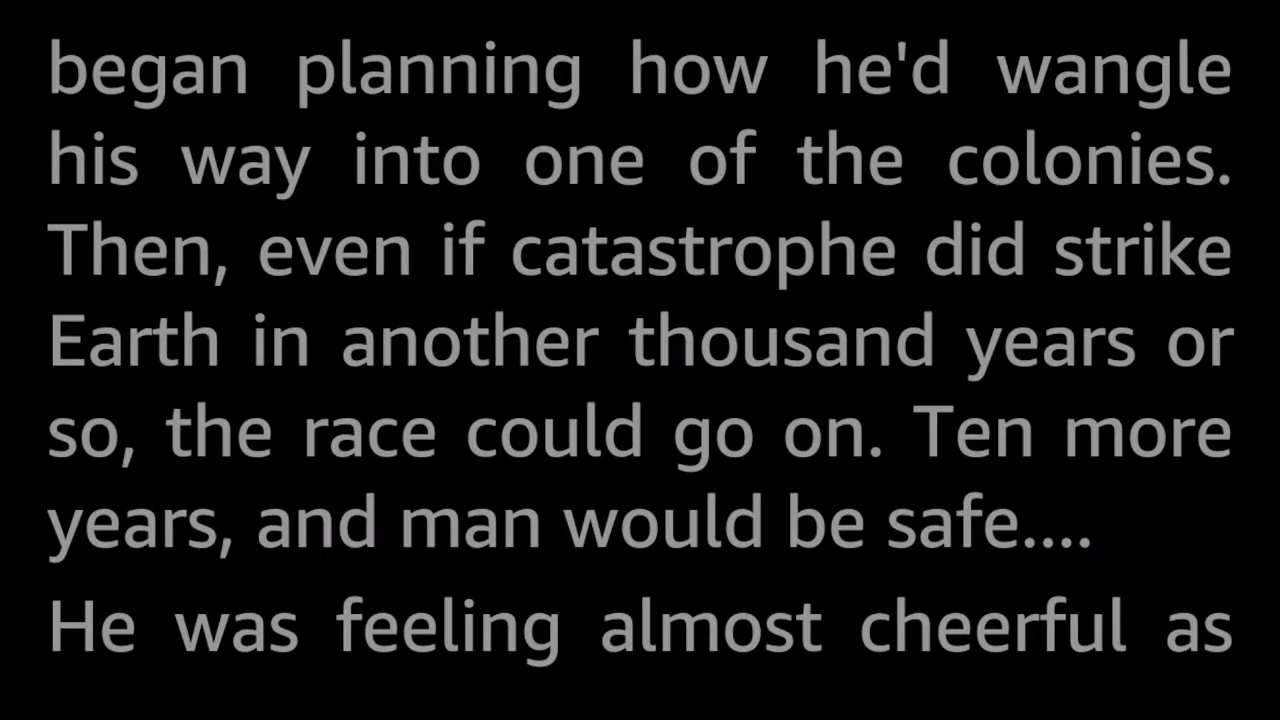 began planning how he'd wangle
his way into one of the colonies.
Then, even if catastrophe did strike
Earth in another thousand years or
so, the race could go on. Ten more
years, and man would be safe....
He was feeling almost cheerful as